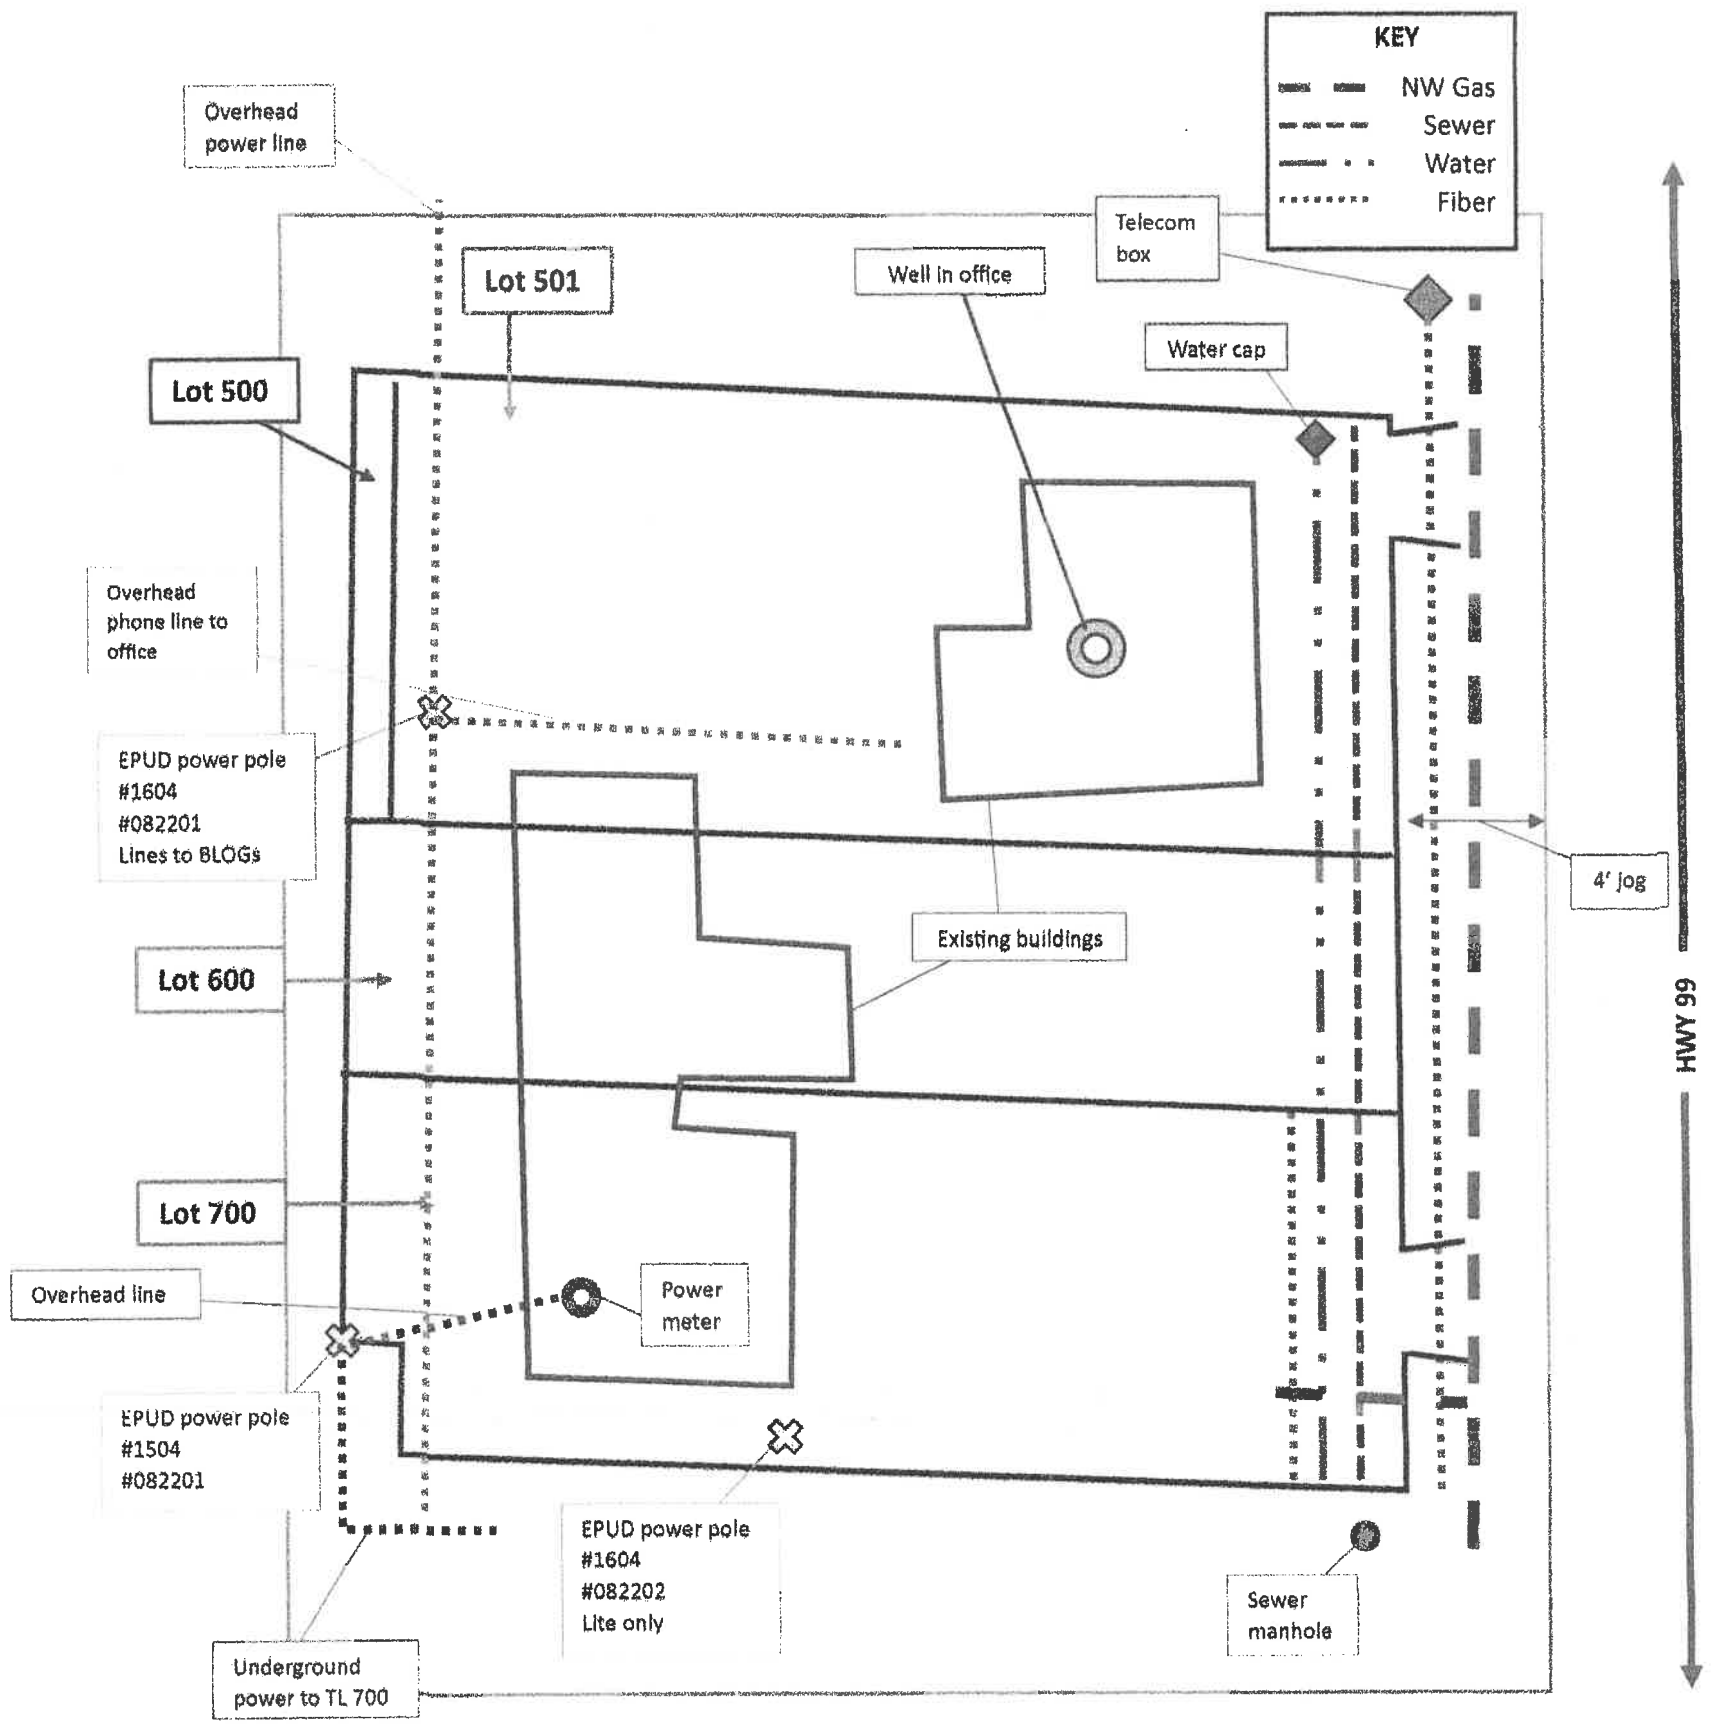 KEY
NW Gas
Sewer
Water
Fiber
Overhead
power line
Telecom
box
Lot 501
Well in office
Water cap
Lot 500
Overhead
phone line to
office
EPUD power pole
#1604
#082201
Lines to BLOGs
4' jog
Existing buildings
Lot 600
HWY 99
Lot 700
Overhead line
Power
meter
EPUD power pole
#1504
#082201
EPUD power pole
#1604
#082202
Lite only
Sewer
manhole
Underground
power to TL 700